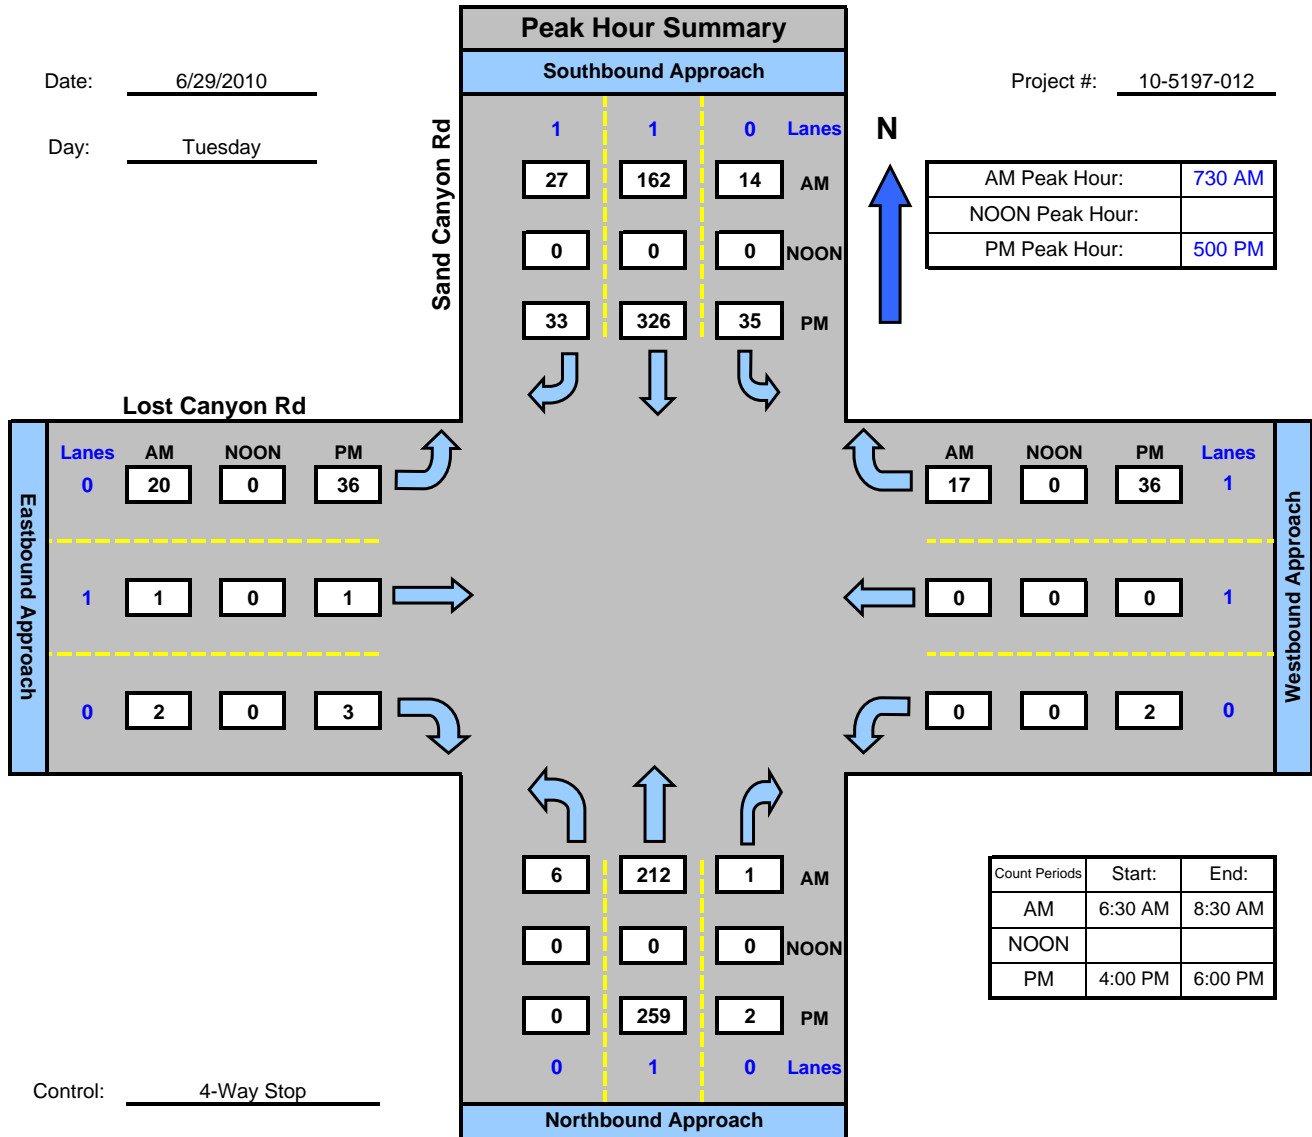 Peak Hour Summary
Southbound Approach
Date: 6/29/2010
Project #: 10-5197-012
Day: Tuesday
Sand Canyon Rd
1 1 0 Lanes
27 162 14 AM
0 0 0 NOON
33 326 35 PM
N
AM Peak Hour: 730 AM
NOON Peak Hour:
PM Peak Hour: 500 PM
Lost Canyon Rd
Eastbound Approach
Lanes AM NOON PM
0 20 0 36
1 1 0 1
0 2 0 3
AM NOON PM Lanes
17 0 36 1
0 0 0 1
0 0 2 0
Westbound Approach
6 212 1 AM
0 0 0 NOON
0 259 2 PM
0 1 0 Lanes
Northbound Approach
Count Periods Start: End:
AM 6:30 AM 8:30 AM
NOON
PM 4:00 PM 6:00 PM
Control: 4-Way Stop